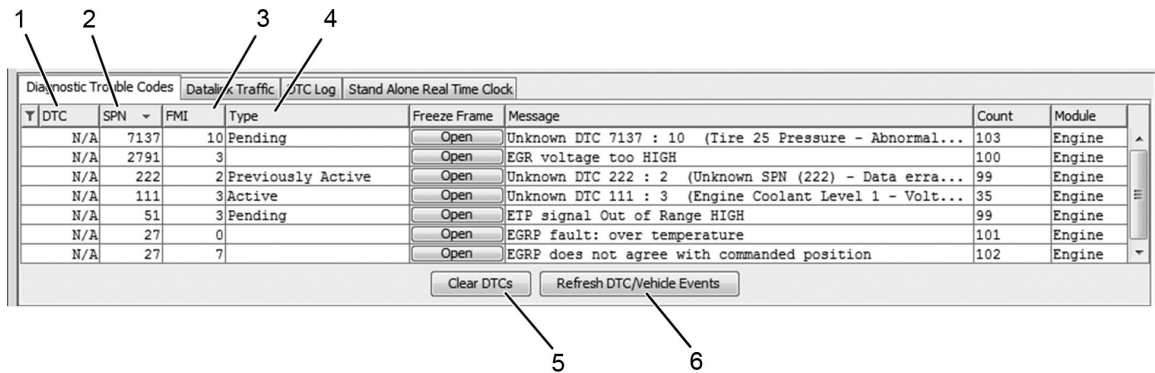 1 2 3 4
Diagnostic Trouble Codes Datalink Traffic DTC Log Stand Alone Real Time Clock
DTC SPN FMI Type Freeze Frame Message Count Module
N/A 7137 10 Pending Open Unknown DTC 7137 : 10 (Tire 25 Pressure - Abnormal... 103 Engine
N/A 2791 3 Open EGR voltage too HIGH 100 Engine
N/A 222 2 Previously Active Open Unknown DTC 222 : 2 (Unknown SPN (222) - Data erra... 99 Engine
N/A 111 3 Active Open Unknown DTC 111 : 3 (Engine Coolant Level 1 - Volt... 35 Engine
N/A 51 3 Pending Open ETP signal Out of Range HIGH 99 Engine
N/A 27 0 Open EGRP fault: over temperature 101 Engine
N/A 27 7 Open EGRP does not agree with commanded position 102 Engine
Clear DTCs Refresh DTC/Vehicle Events
5 6